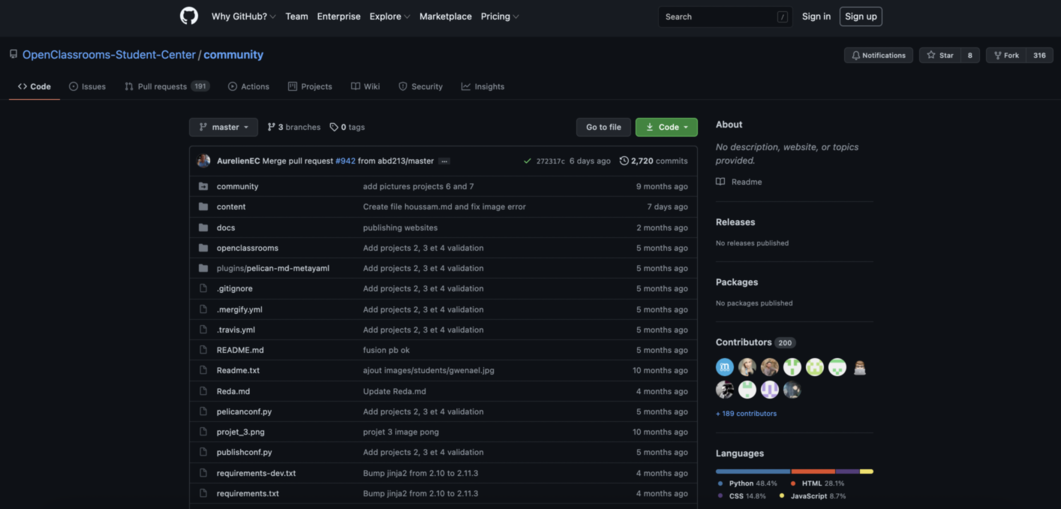 Why GitHub? Team Enterprise Explore Marketplace Pricing Search / Sign in Sign up
OpenClassrooms-Student-Center / community Notifications Star 8 Fork 316
Code Issues Pull requests 191 Actions Projects Wiki Security Insights
master 3 branches 0 tags Go to file Code
AurelienEC Merge pull request #942 from abd213/master ... 272317c 6 days ago 2,720 commits
community add pictures projects 6 and 7 9 months ago
content Create file houssam.md and fix image error 7 days ago
docs publishing websites 2 months ago
openclassrooms Add projects 2, 3 et 4 validation 5 months ago
plugins/pelican-md-metayaml Add projects 2, 3 et 4 validation 5 months ago
.gitignore Add projects 2, 3 et 4 validation 5 months ago
.mergify.yml Add projects 2, 3 et 4 validation 5 months ago
.travis.yml Add projects 2, 3 et 4 validation 5 months ago
README.md fusion pb ok 5 months ago
Readme.txt ajout images/students/gwenael.jpg 10 months ago
Reda.md Update Reda.md 4 months ago
pelicanconf.py Add projects 2, 3 et 4 validation 5 months ago
projet_3.png projet 3 image pong 10 months ago
publishconf.py Add projects 2, 3 et 4 validation 5 months ago
requirements-dev.txt Bump jinja2 from 2.10 to 2.11.3 4 months ago
requirements.txt Bump jinja2 from 2.10 to 2.11.3 4 months ago
About
No description, website, or topics
provided.
Readme
Releases
No releases published
Packages
No packages published
Contributors 200
m
+ 189 contributors
Languages
Python 48.4% HTML 28.1%
CSS 14.8% JavaScript 8.7%